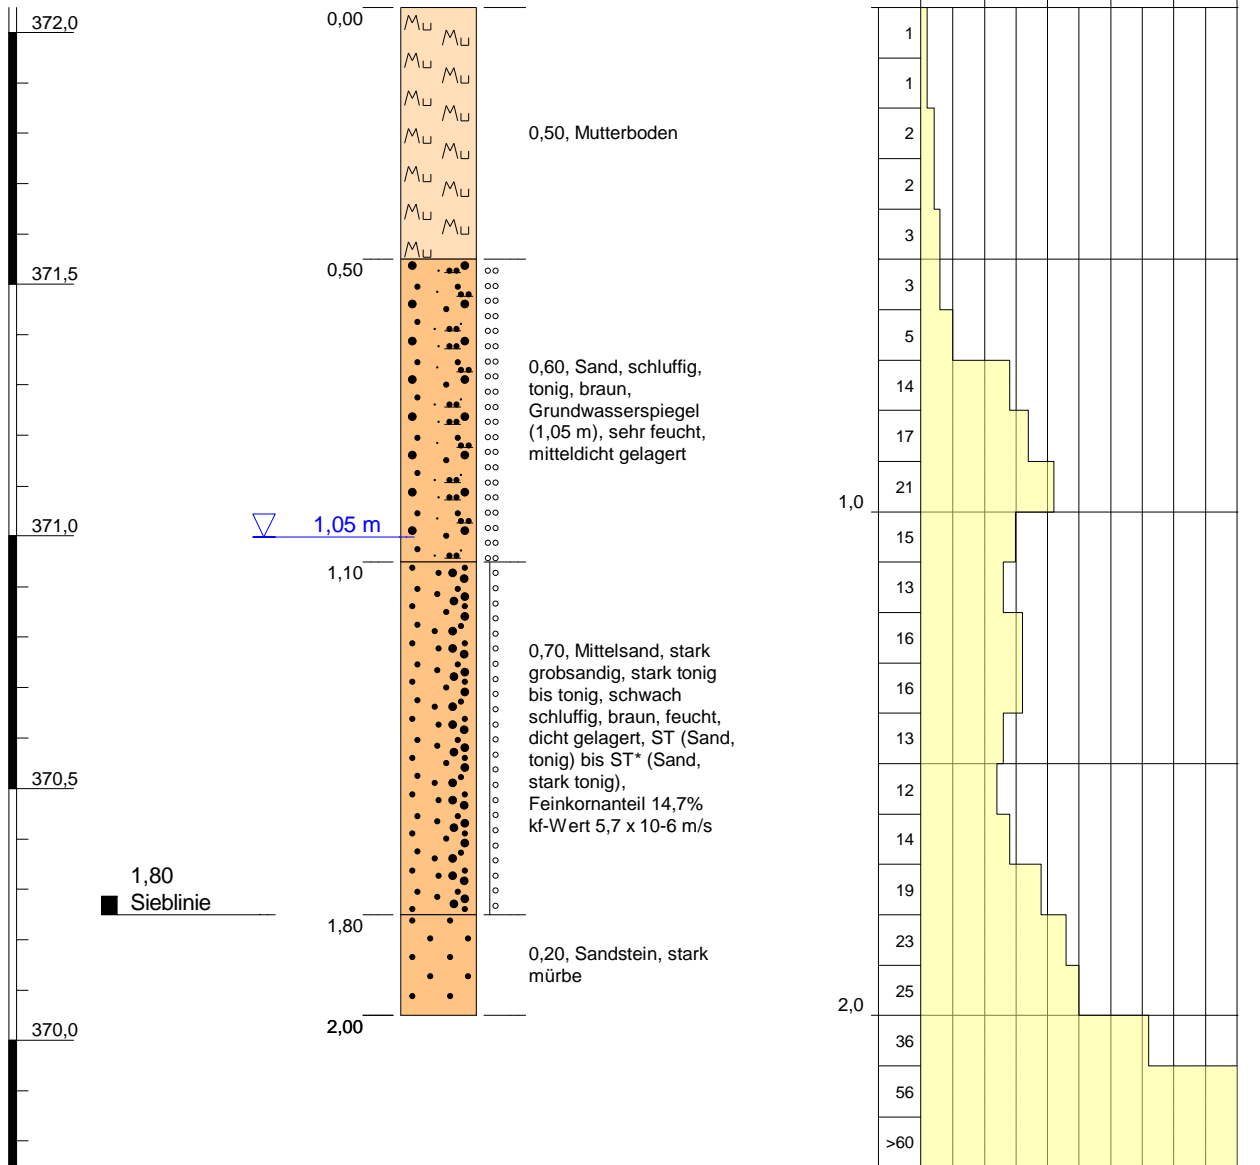 372,0
371,5
371,0
370,5
370,0
1,80
Sieblinie
1,05 m
0,00
0,50
1,10
1,80
2,00
0,50, Mutterboden
0,60, Sand, schluffig,
tonig, braun,
Grundwasserspiegel
(1,05 m), sehr feucht,
mitteldicht gelagert
0,70, Mittelsand, stark
grobsandig, stark tonig
bis tonig, schwach
schluffig, braun, feucht,
dicht gelagert, ST (Sand,
tonig) bis ST* (Sand,
stark tonig),
Feinkornanteil 14,7%
kf-Wert 5,7 x 10-6 m/s
0,20, Sandstein, stark
mürbe
1,0
2,0
1
1
2
2
3
3
5
14
17
21
15
13
16
16
13
12
14
19
23
25
36
56
>60